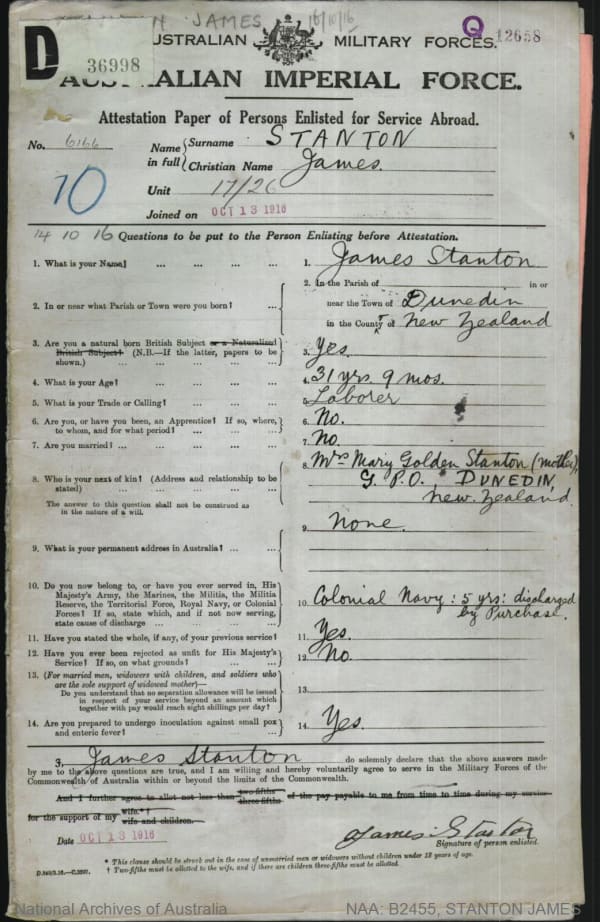 JAMES 16/10/16
Q 12658
D 36998
AUSTRALIAN MILITARY FORCES.
AUSTRALIAN IMPERIAL FORCE.
Attestation Paper of Persons Enlisted for Service Abroad.
No. 6166 Name in full { Surname STANTON
Christian Name James.
10 Unit 17/26
Joined on OCT 13 1916
14 10 16 Questions to be put to the Person Enlisting before Attestation.
1. What is your Name? ... ... ... 1. James Stanton
2. In or near what Parish or Town were you born? ... 2. In the Parish of in or
near the Town of Dunedin
in the County of New Zealand
3. Are you a natural born British Subject or a Naturalized
British Subject? (N.B.—If the latter, papers to be
shown.) ... ... ... ... 3. Yes.
4. What is your Age? ... ... ... 4. 31 yrs. 9 mos.
5. What is your Trade or Calling? ... ... ... 5. Laborer
6. Are you, or have you been, an Apprentice? If so, where,
to whom, and for what period? ... ... ... 6. No.
7. Are you married? ... ... ... ... 7. No
8. Who is your next of kin? (Address and relationship to be
stated) ... ... ... ... 8. Mrs Mary Golden Stanton (mother),
G.P.O., DUNEDIN,
New Zealand.
The answer to this question shall not be construed as
in the nature of a will.
9. What is your permanent address in Australia? ... ... 9. None.
10. Do you now belong to, or have you ever served in, His
Majesty's Army, the Marines, the Militia, the Militia
Reserve, the Territorial Force, Royal Navy, or Colonial
Forces? If so, state which, and if not now serving,
state cause of discharge ... ... ... 10. Colonial Navy : 5 yrs : discharged
by Purchase.
11. Have you stated the whole, if any, of your previous service? 11. Yes.
12. Have you ever been rejected as unfit for His Majesty's
Service? If so, on what grounds? ... ... 12. No.
13. (For married men, widowers with children, and soldiers who
are the sole support of widowed mother)—
Do you understand that no separation allowance will be issued
in respect of your service beyond an amount which
together with pay would reach eight shillings per day? 13.
14. Are you prepared to undergo inoculation against small pox
and enteric fever? ... ... ... ... 14. Yes.
I, James Stanton do solemnly declare that the above answers made
by me to the above questions are true, and I am willing and hereby voluntarily agree to serve in the Military Forces of the
Commonwealth of Australia within or beyond the limits of the Commonwealth.
And I further agree to allot not less than two-fifths three-fifths of the pay payable to me from time to time during my service
for the support of my wife.* † wife and children.
Date OCT 13 1916 James Stanton
Signature of person enlisted.
* This clause should be struck out in the case of unmarried men or widowers without children under 18 years of age.
† Two-fifths must be allotted to the wife, and if there are children three-fifths must be allotted.
National Archives of Australia NAA: B2455, STANTON JAMES